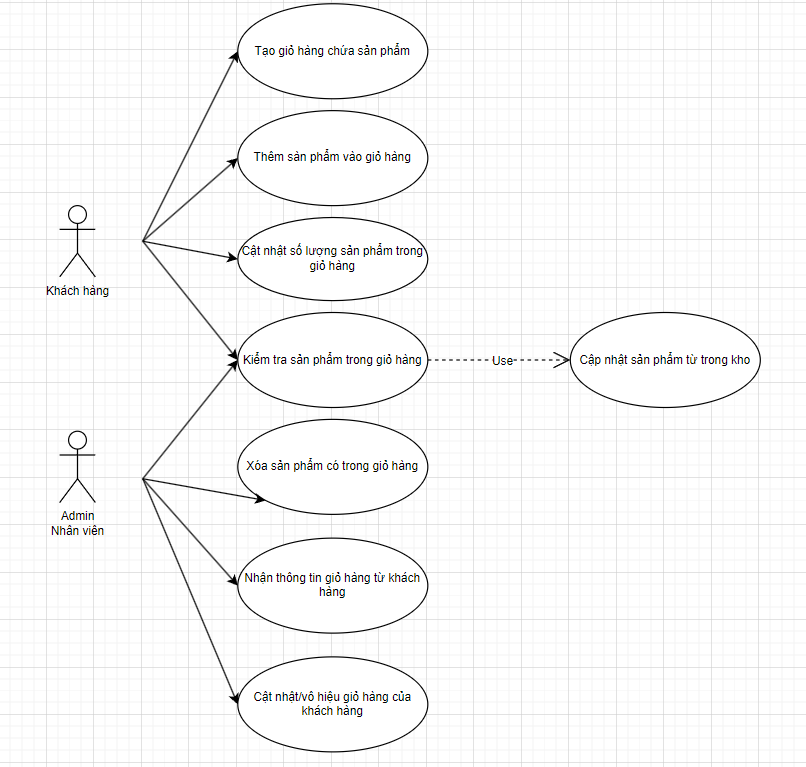 Tạo giỏ hàng chứa sản phẩm
Thêm sản phẩm vào giỏ hàng
Cật nhật số lượng sản phẩm trong
giỏ hàng
Khách hàng
Kiểm tra sản phẩm trong giỏ hàng
Use
Cập nhật sản phẩm từ trong kho
Xóa sản phẩm có trong giỏ hàng
Admin
Nhân viên
Nhận thông tin giỏ hàng từ khách
hàng
Cật nhật/vô hiệu giỏ hàng của
khách hàng